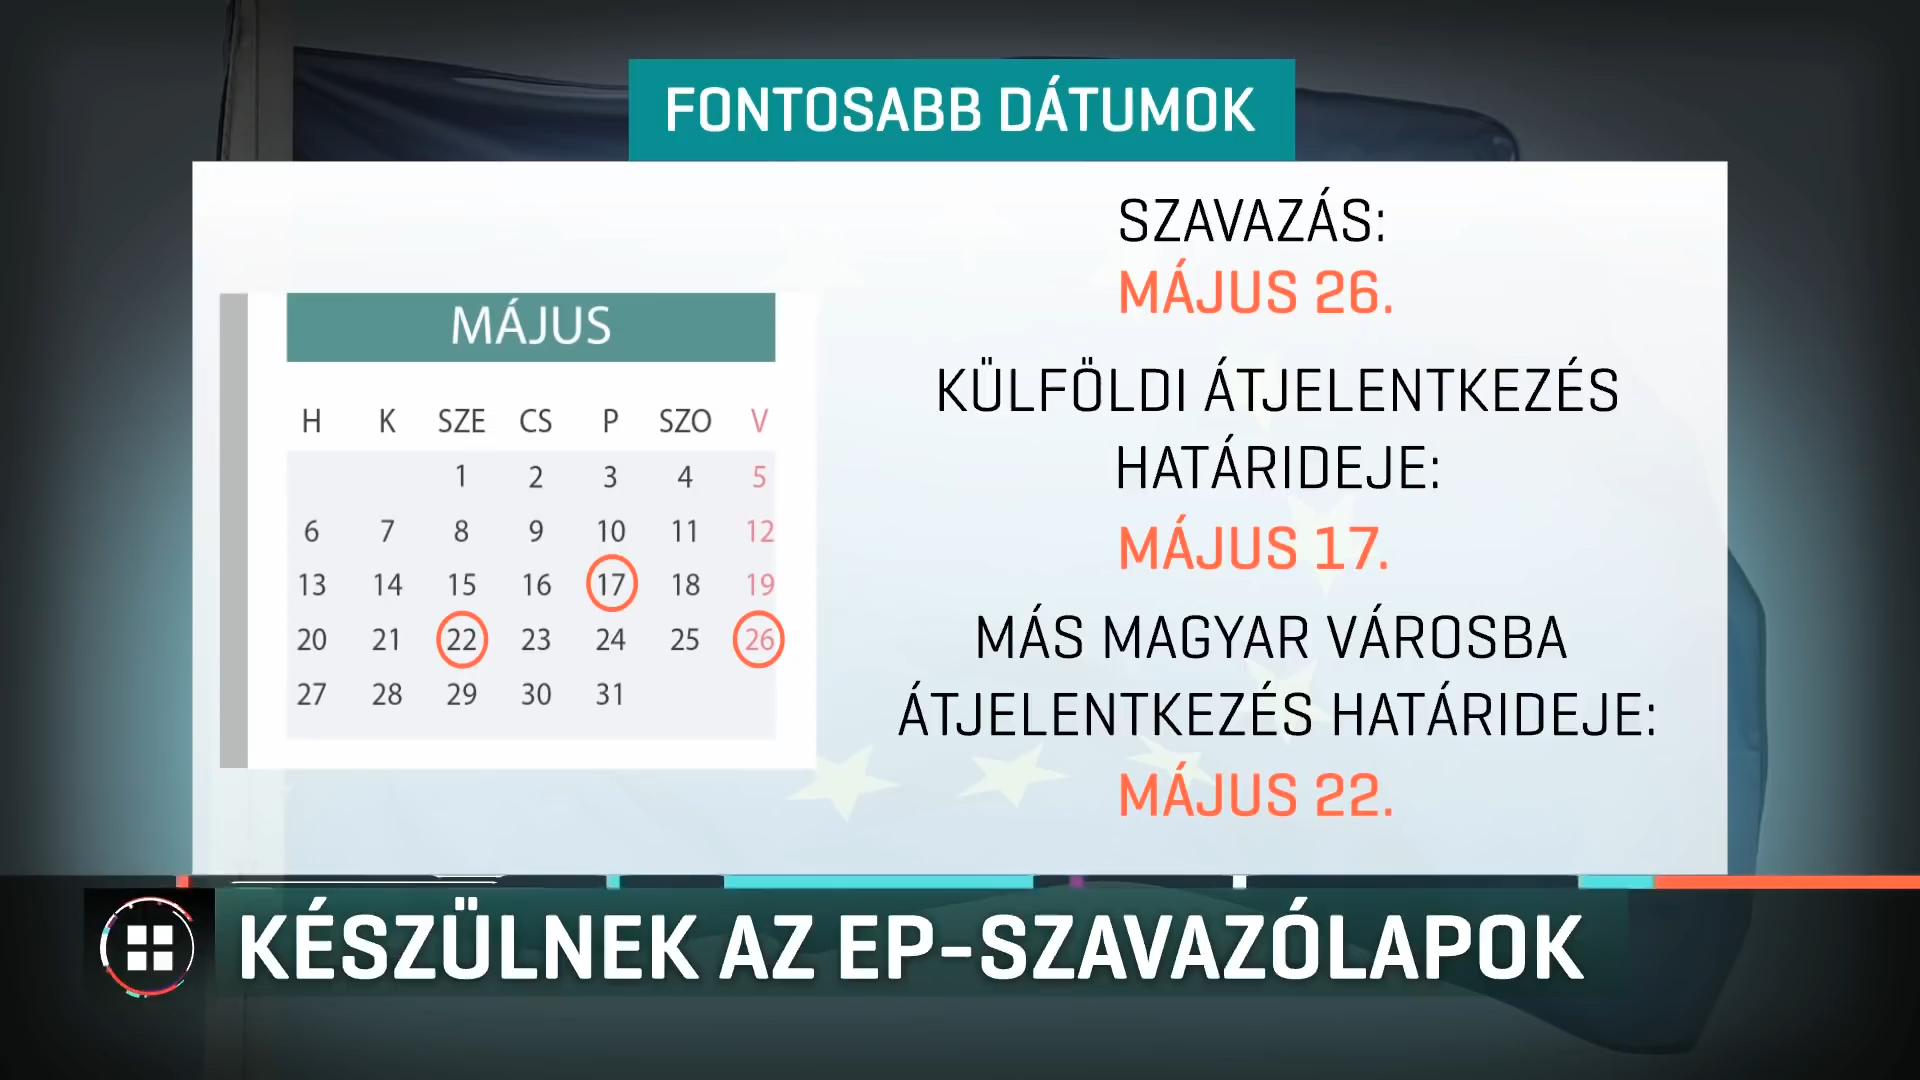 FONTOSABB DÁTUMOK
MÁJUS
H K SZE CS P SZO V
1 2 3 4 5
6 7 8 9 10 11 12
13 14 15 16 17 18 19
20 21 22 23 24 25 26
27 28 29 30 31
SZAVAZÁS:
MÁJUS 26.
KÜLFÖLDI ÁTJELENTKEZÉS
HATÁRIDEJE:
MÁJUS 17.
MÁS MAGYAR VÁROSBA
ÁTJELENTKEZÉS HATÁRIDEJE:
MÁJUS 22.
KÉSZÜLNEK AZ EP-SZAVAZÓLAPOK